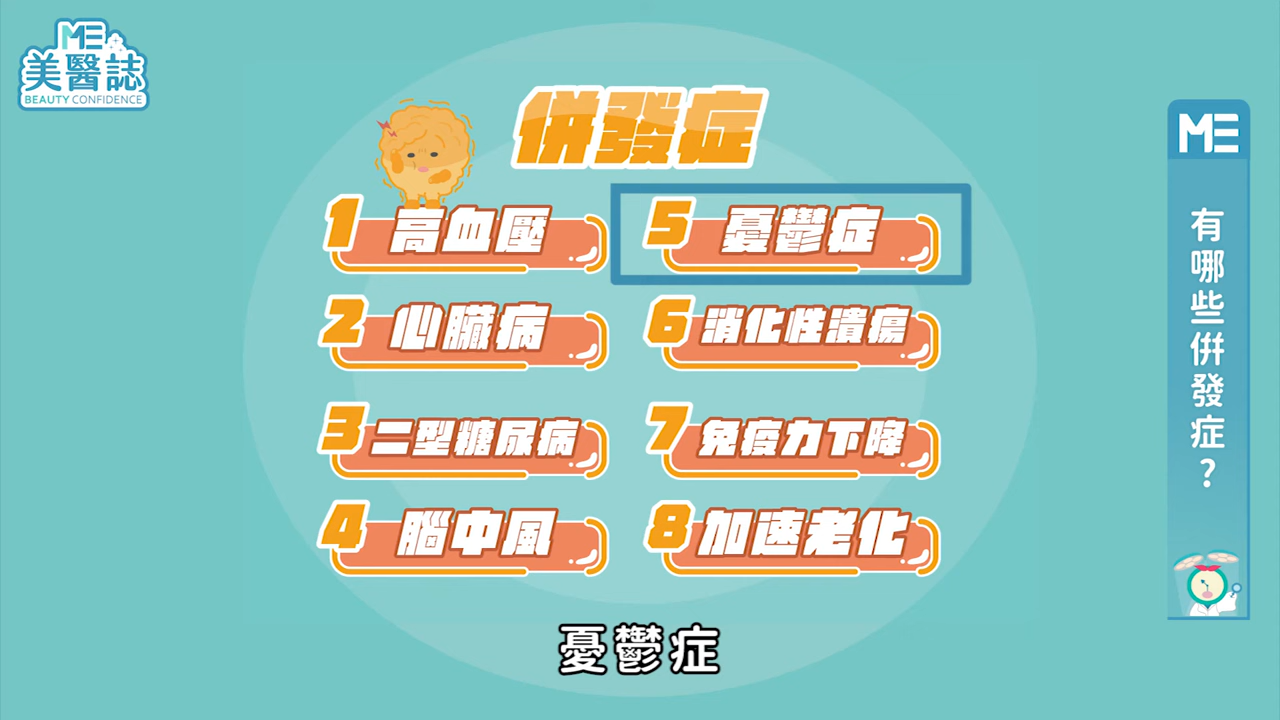 ME
美醫誌
BEAUTY CONFIDENCE
併發症
1 高血壓
2 心臟病
3 二型糖尿病
4 腦中風
5 憂鬱症
6 消化性潰瘍
7 免疫力下降
8 加速老化
憂鬱症
ME
有哪些併發症?